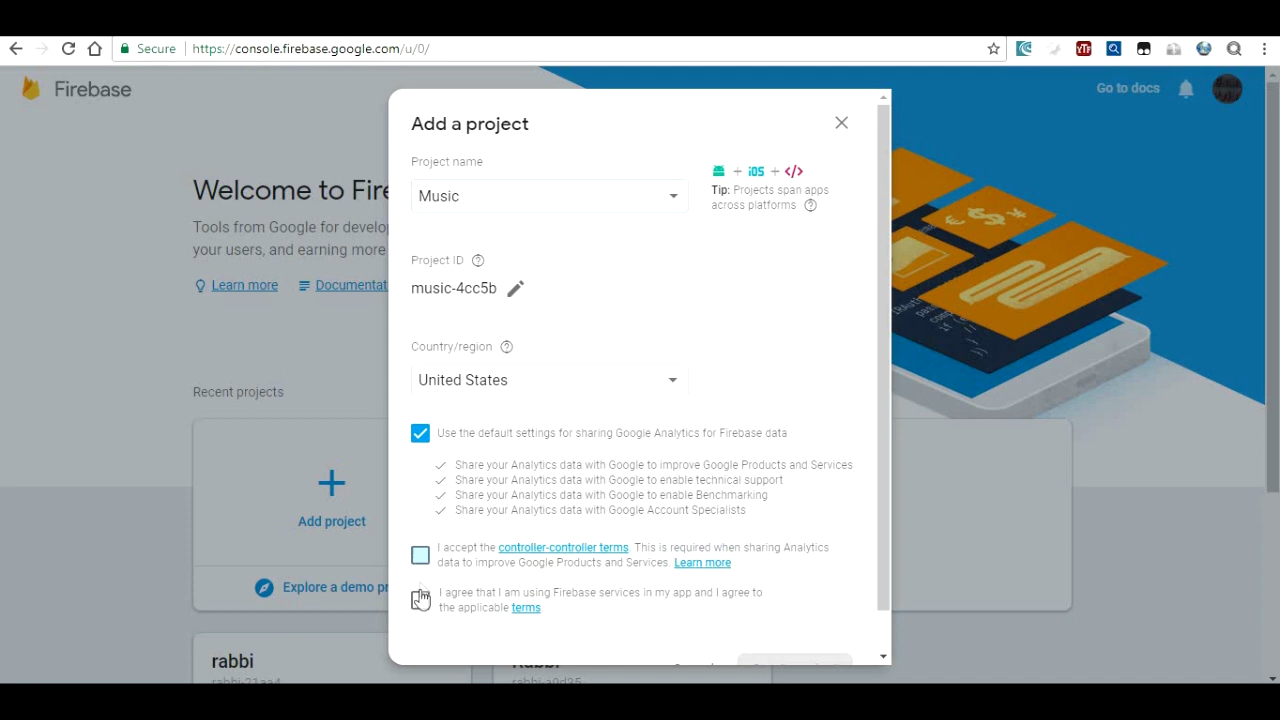 Secure
https://console.firebase.google.com/u/0/
YTF
Firebase
Go to docs
Welcome to Fire
Tools from Google for develo
your users, and earning more
Learn more
Documentat
Recent projects
Add project
Explore a demo pr
rabbi
rabbi-21aa4
Add a project
Project name
Music
+ iOS + </>
Tip: Projects span apps
across platforms
Project ID
music-4cc5b
Country/region
United States
Use the default settings for sharing Google Analytics for Firebase data
Share your Analytics data with Google to improve Google Products and Services
Share your Analytics data with Google to enable technical support
Share your Analytics data with Google to enable Benchmarking
Share your Analytics data with Google Account Specialists
I accept the controller-controller terms. This is required when sharing Analytics
data to improve Google Products and Services. Learn more
I agree that I am using Firebase services in my app and I agree to
the applicable terms